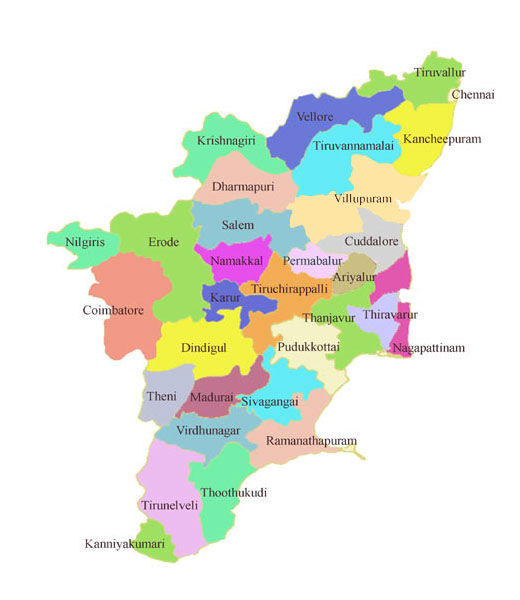 Tiruvallur
Chennai
Vellore
Kancheepuram
Krishnagiri
Tiruvannamalai
Dharmapuri
Villupuram
Salem
Nilgiris
Erode
Cuddalore
Namakkal
Permabalur
Ariyalur
Tiruchirappalli
Karur
Coimbatore
Thanjavur
Thiravarur
Dindigul
Pudukkottai
Nagapattinam
Theni
Madurai
Sivagangai
Virdhunagar
Ramanathapuram
Thoothukudi
Tirunelveli
Kanniyakumari